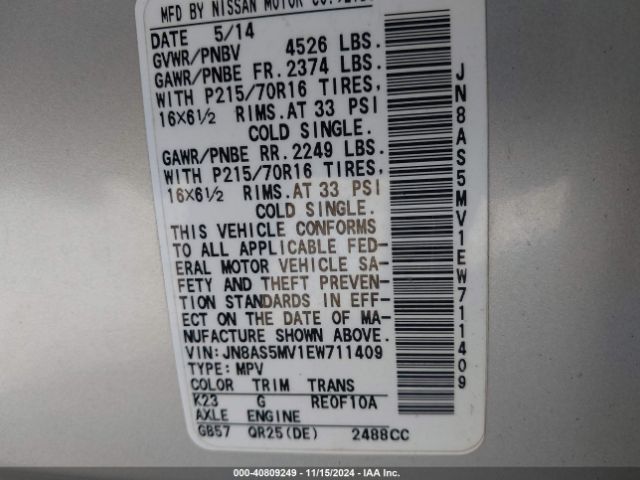 MFD BY NISSAN MOTOR CO.,LTD.
DATE 5/14
GVWR/PNBV 4526 LBS.
GAWR/PNBE FR. 2374 LBS.
WITH P215/70R16 TIRES,
16X6½ RIMS.AT 33 PSI
COLD SINGLE.
GAWR/PNBE RR. 2249 LBS.
WITH P215/70R16 TIRES,
16X6½ RIMS.AT 33 PSI
COLD SINGLE.
THIS VEHICLE CONFORMS
TO ALL APPLICABLE FED-
ERAL MOTOR VEHICLE SA-
FETY AND THEFT PREVEN-
TION STANDARDS IN EFF-
ECT ON THE DATE OF MA-
NUFACTURE SHOWN ABOVE.
VIN: JN8AS5MV1EW711409
TYPE: MPV
COLOR TRIM TRANS
K23 G RE0F10A
AXLE ENGINE
GB57 QR25(DE) 2488CC
JN8AS5MV1EW711409
000-40809249 - 11/15/2024 - IAA Inc.